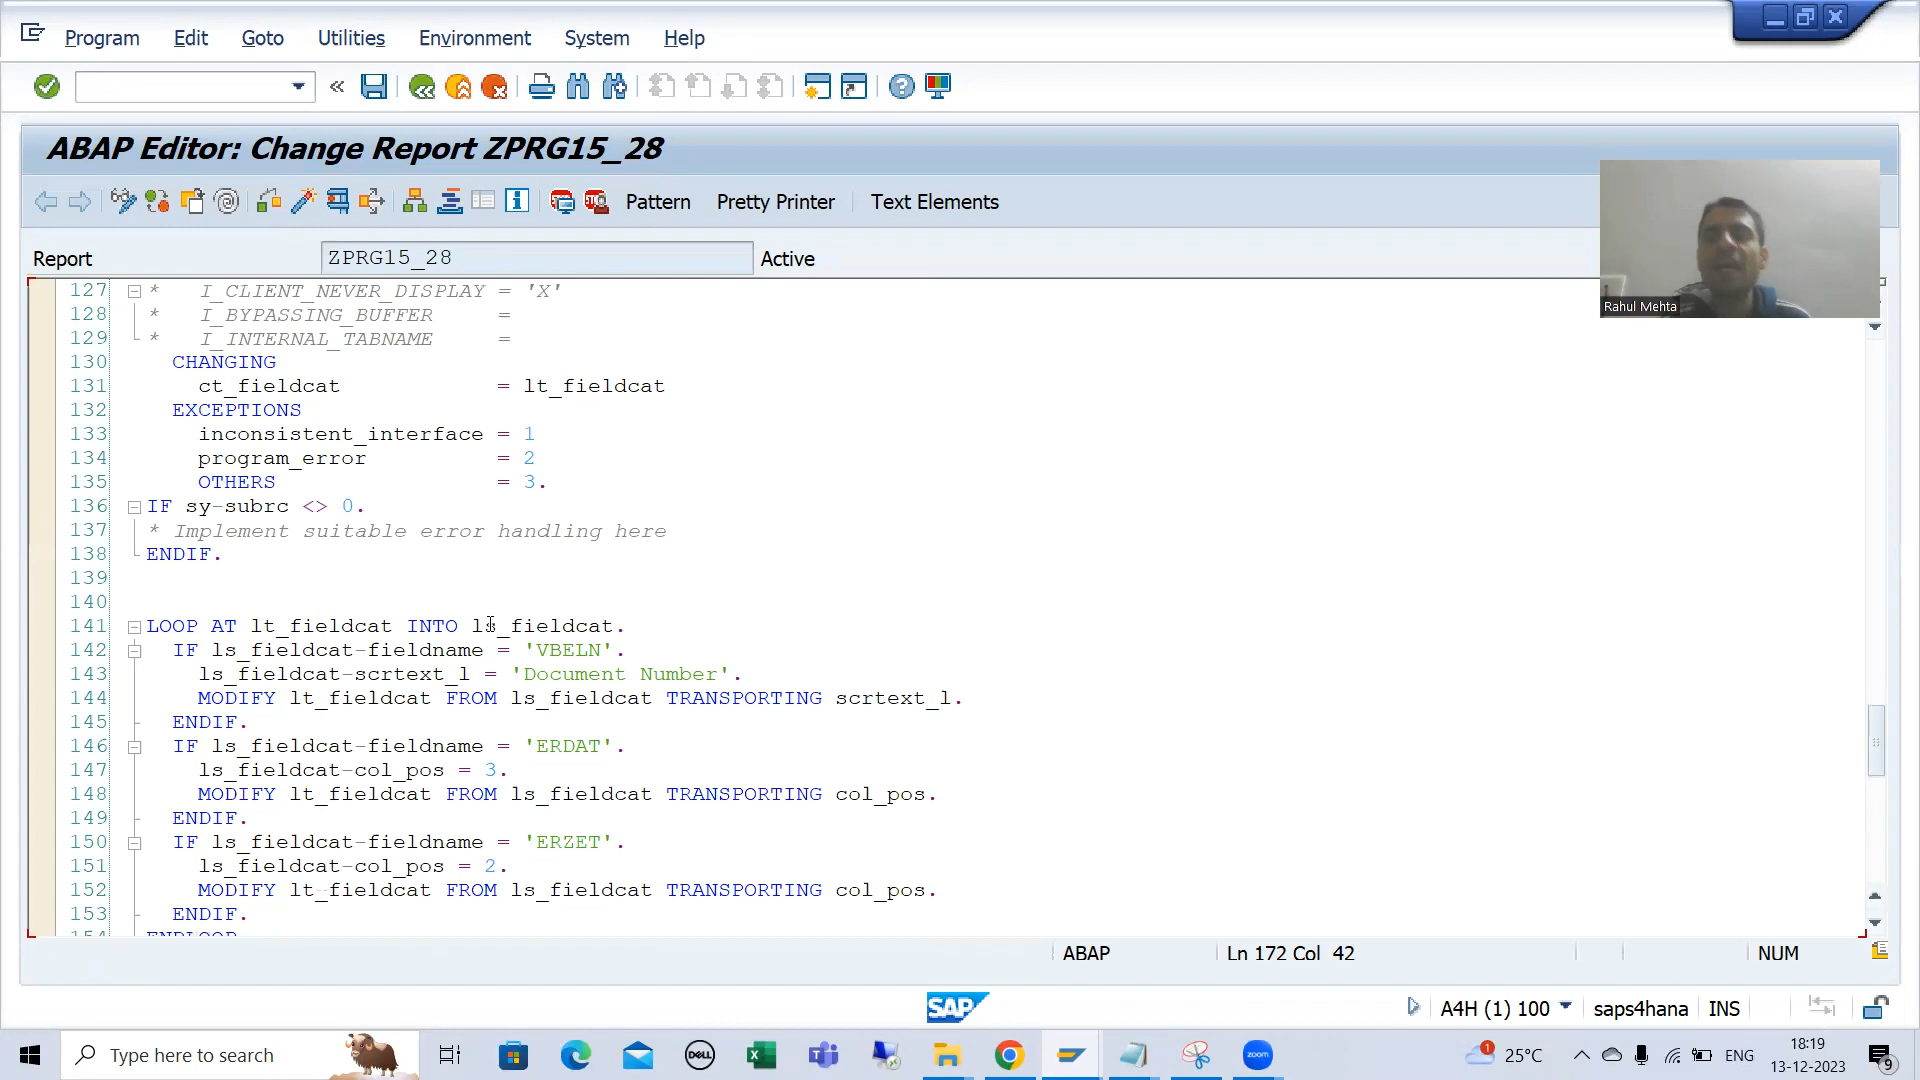 Program Edit Goto Utilities Environment System Help
ABAP Editor: Change Report ZPRG15_28
Pattern Pretty Printer Text Elements
Report ZPRG15_28 Active
Rahul Mehta
127 * I_CLIENT_NEVER_DISPLAY = 'X'
128 * I_BYPASSING_BUFFER =
129 * I_INTERNAL_TABNAME =
130 CHANGING
131 ct_fieldcat = lt_fieldcat
132 EXCEPTIONS
133 inconsistent_interface = 1
134 program_error = 2
135 OTHERS = 3.
136 IF sy-subrc <> 0.
137 * Implement suitable error handling here
138 ENDIF.
139
140
141 LOOP AT lt_fieldcat INTO ls_fieldcat.
142 IF ls_fieldcat-fieldname = 'VBELN'.
143 ls_fieldcat-scrtext_l = 'Document Number'.
144 MODIFY lt_fieldcat FROM ls_fieldcat TRANSPORTING scrtext_l.
145 ENDIF.
146 IF ls_fieldcat-fieldname = 'ERDAT'.
147 ls_fieldcat-col_pos = 3.
148 MODIFY lt_fieldcat FROM ls_fieldcat TRANSPORTING col_pos.
149 ENDIF.
150 IF ls_fieldcat-fieldname = 'ERZET'.
151 ls_fieldcat-col_pos = 2.
152 MODIFY lt_fieldcat FROM ls_fieldcat TRANSPORTING col_pos.
153 ENDIF.
154 ENDLOOP
ABAP Ln 172 Col 42 NUM
SAP A4H (1) 100 saps4hana INS
Type here to search DELL zoom 1 25°C ENG 18:19
13-12-2023 9